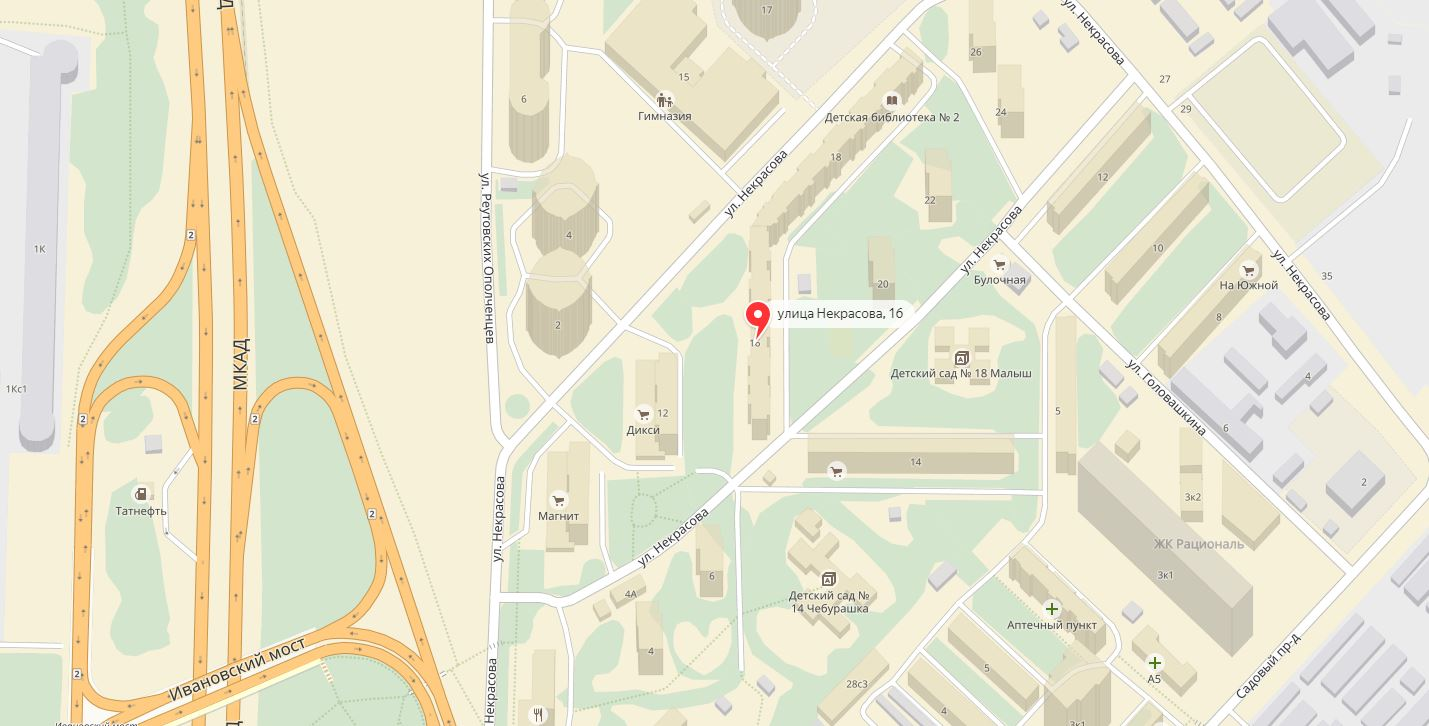 17
26
ул. Некрасова
27
29
6
15
Гимназия
24
Детская библиотека № 2
18
ул. Некрасова
12
22
ул. Реутовских Ополченцев
2
1К
4
10
ул. Некрасова
Булочная
На Южной
35
ул. Некрасова
20
8
улица Некрасова, 16
2
МКАД
1Кс1
Детский сад № 18 Малыш
4
ул. Головашкина
2
2
12
Дикси
5
6
14
2
3к2
Татнефть
2
Магнит
ул. Некрасова
ул. Некрасова
ЖК Рациональ
3к1
6
4А
Детский сад №
14 Чебурашка
Аптечный пункт
4
5
А5
Садовый пр-д
Ивановский мост
2
28с3
ул. Некрасова
3к1